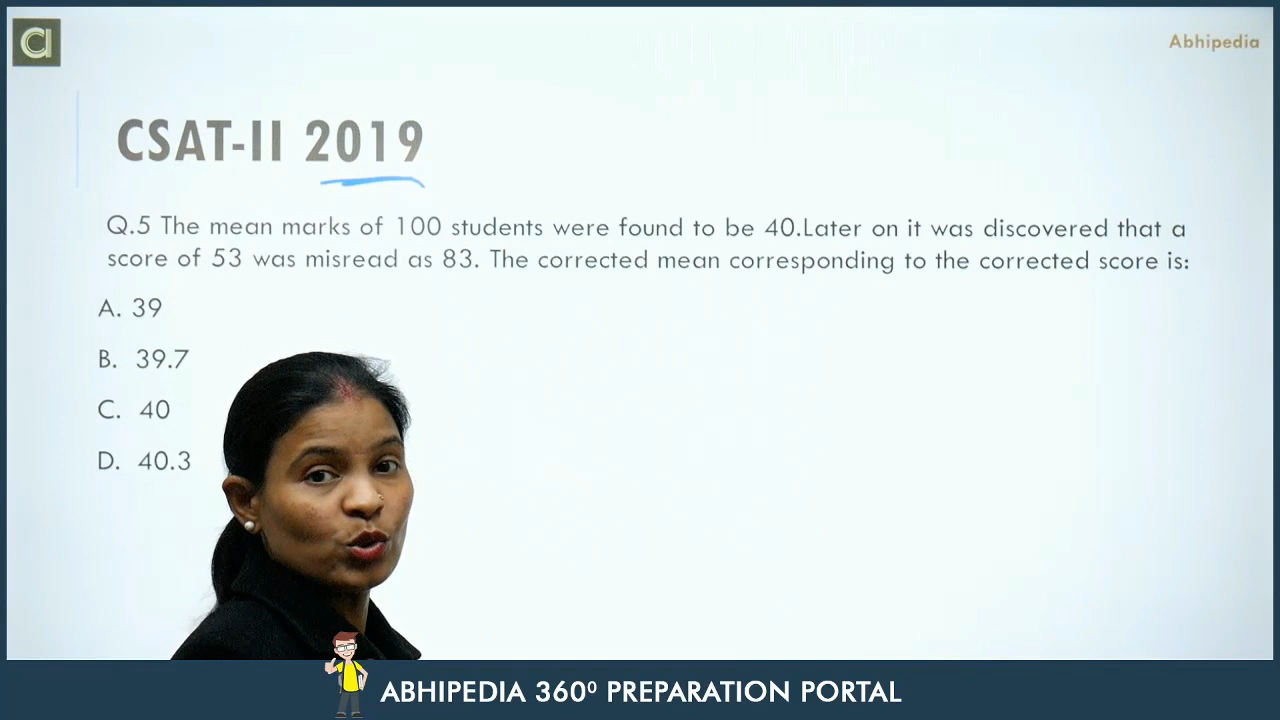 Abhipedia
CSAT-II 2019
Q.5 The mean marks of 100 students were found to be 40.Later on it was discovered that a
score of 53 was misread as 83. The corrected mean corresponding to the corrected score is:
A. 39
B. 39.7
C. 40
D. 40.3
ABHIPEDIA 360⁰ PREPARATION PORTAL